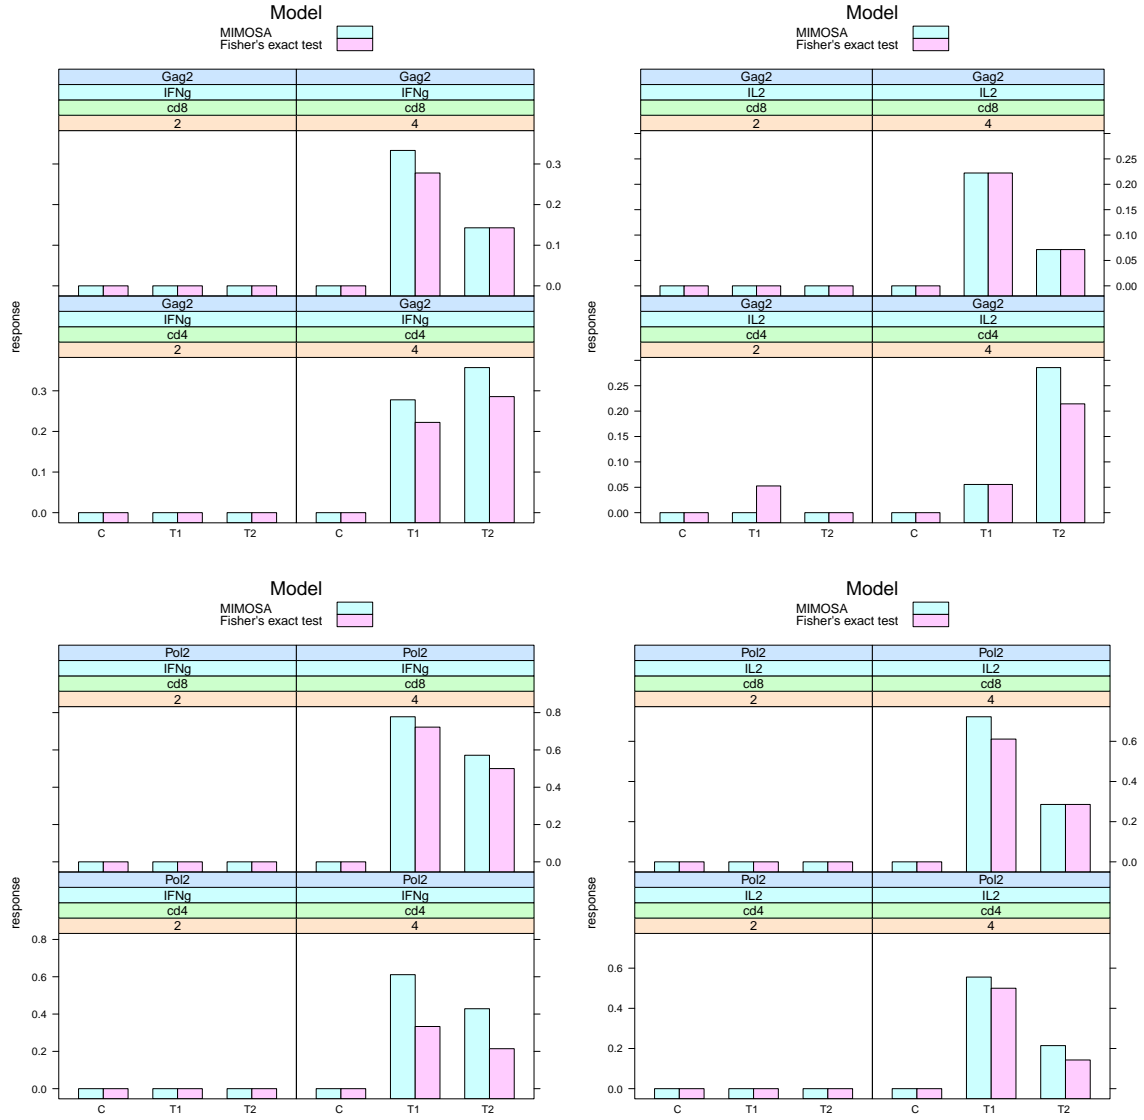 Model
MIMOSA
Fisher's exact test
Gag2 Gag2
IFNg IFNg
cd8 cd8
2 4
0.3
0.2
0.1
0.0
Gag2 Gag2
IFNg IFNg
cd4 cd4
2 4
0.3
0.2
0.1
0.0
response
C T1 T2 C T1 T2
Model
MIMOSA
Fisher's exact test
Gag2 Gag2
IL2 IL2
cd8 cd8
2 4
0.25
0.20
0.15
0.10
0.05
0.00
Gag2 Gag2
IL2 IL2
cd4 cd4
2 4
0.25
0.20
0.15
0.10
0.05
0.00
response
C T1 T2 C T1 T2
Model
MIMOSA
Fisher's exact test
Pol2 Pol2
IFNg IFNg
cd8 cd8
2 4
0.8
0.6
0.4
0.2
0.0
Pol2 Pol2
IFNg IFNg
cd4 cd4
2 4
0.8
0.6
0.4
0.2
0.0
response
C T1 T2 C T1 T2
Model
MIMOSA
Fisher's exact test
Pol2 Pol2
IL2 IL2
cd8 cd8
2 4
0.6
0.4
0.2
0.0
Pol2 Pol2
IL2 IL2
cd4 cd4
2 4
0.6
0.4
0.2
0.0
response
C T1 T2 C T1 T2